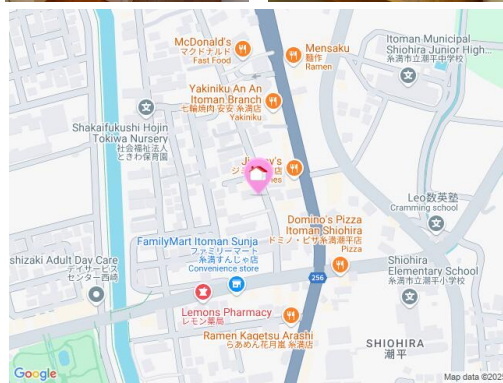 McDonald's
マクドナルド
Fast Food
Mensaku
麺作
Ramen
Itoman Municipal
Shiohira Junior High...
糸満市立潮平中学校
Yakiniku An An
Itoman Branch
七輪焼肉 安安 糸満店
Yakiniku
Shakaifukushi Hojin
Tokiwa Nursery
社会福祉法人
ときわ保育園
Leo数英塾
Cramming school
Domino's Pizza
Itoman Shiohira
ドミノ・ピザ糸満潮平店
Pizza
FamilyMart Itoman Sunja
ファミリーマート
糸満すんじゃ店
Convenience store
shizaki Adult Day Care
デイサービス
センター西崎
256
Shiohira
Elementary School
糸満市立潮平小学校
Lemons Pharmacy
レモン薬局
Ramen Kagetsu Arashi
らあめん花月嵐 糸満店
SHIOHIRA
潮平
Google
Map data ©202